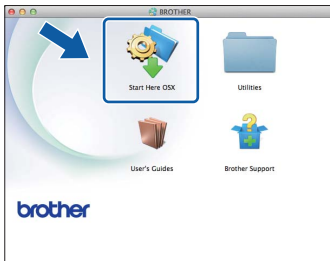 BROTHER
Start Here OSX
Utilities
User's Guides
Brother Support
brother